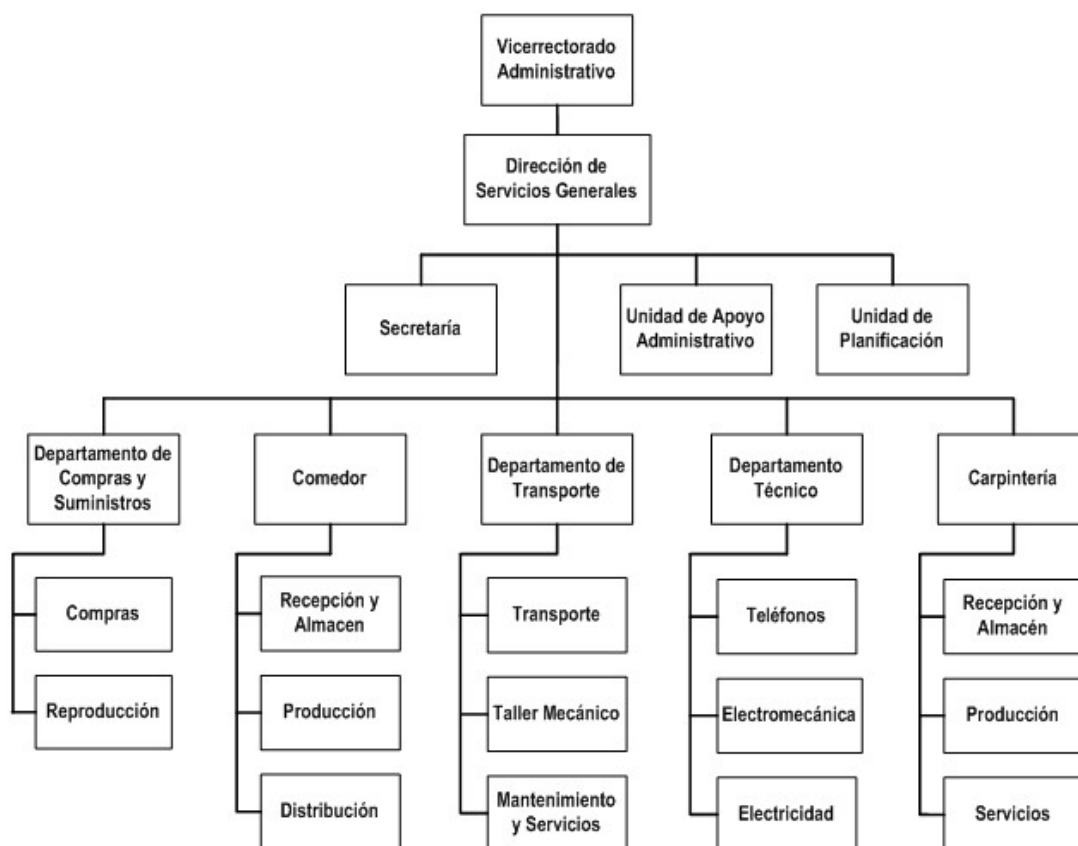 Vicerrectorado
Administrativo
Dirección de
Servicios Generales
Secretaría
Unidad de Apoyo
Administrativo
Unidad de
Planificación
Departamento de
Compras y
Suministros
Comedor
Departamento de
Transporte
Departamento
Técnico
Carpintería
Compras
Reproducción
Recepción y
Almacen
Producción
Distribución
Transporte
Taller Mecánico
Mantenimiento
y Servicios
Teléfonos
Electromecánica
Electricidad
Recepción y
Almacén
Producción
Servicios